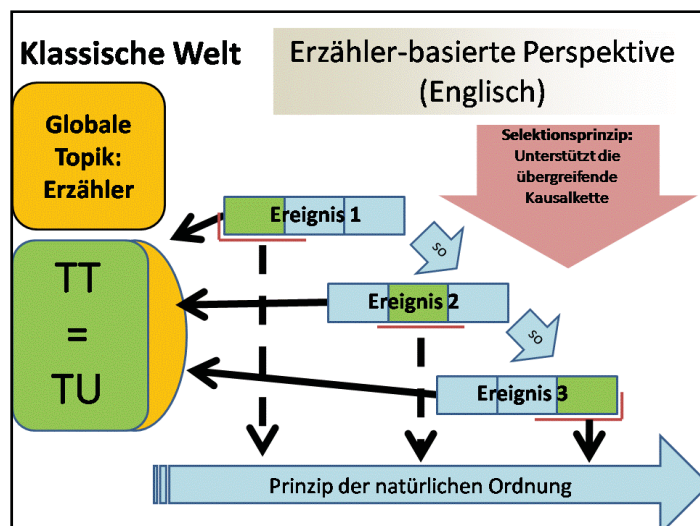 Klassische Welt
Erzähler-basierte Perspektive
(Englisch)
Globale
Topik:
Erzähler
Selektionsprinzip:
Unterstützt die
übergreifende
Kausalkette
Ereignis 1
so
TT
=
TU
Ereignis 2
so
Ereignis 3
Prinzip der natürlichen Ordnung